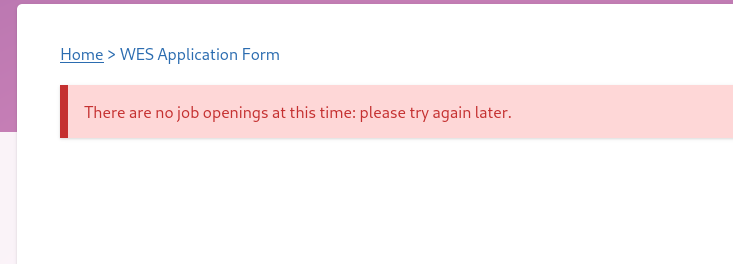 Home > WES Application Form
There are no job openings at this time: please try again later.